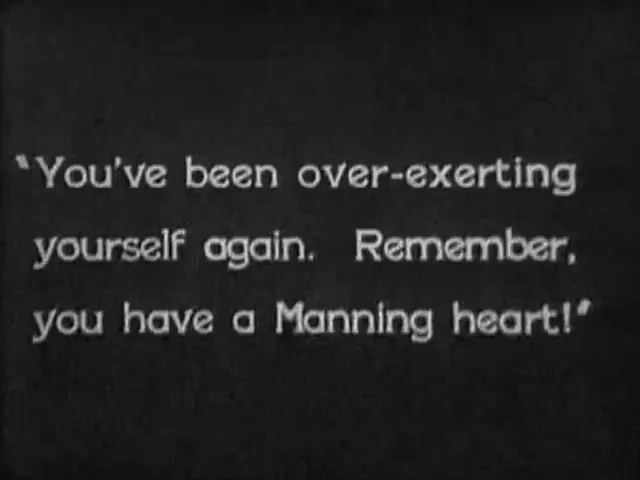 "You've been over-exerting
yourself again. Remember,
you have a Manning heart!"